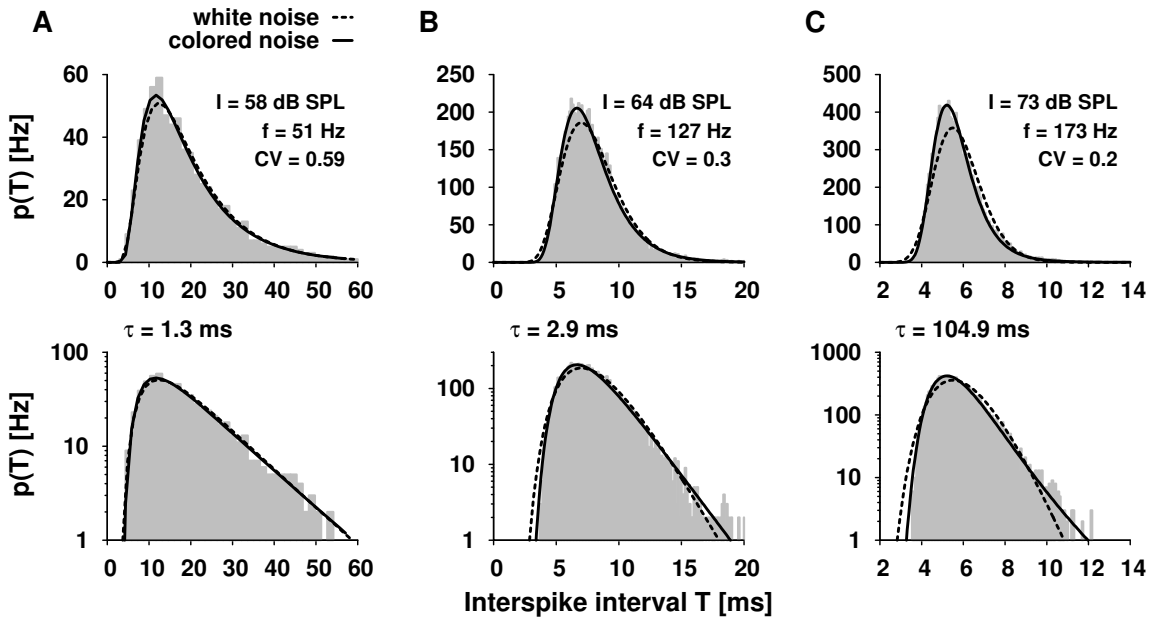 A
white noise
colored noise
B
C
p(T) [Hz]
60
40
20
0
I = 58 dB SPL
f = 51 Hz
CV = 0.59
0 10 20 30 40 50 60
250
200
150
100
50
0
I = 64 dB SPL
f = 127 Hz
CV = 0.3
0 5 10 15 20
500
400
300
200
100
0
I = 73 dB SPL
f = 173 Hz
CV = 0.2
2 4 6 8 10 12 14
τ = 1.3 ms
p(T) [Hz]
100
10
1
0 10 20 30 40 50 60
τ = 2.9 ms
100
10
1
0 5 10 15 20
τ = 104.9 ms
1000
100
10
1
2 4 6 8 10 12 14
Interspike interval T [ms]